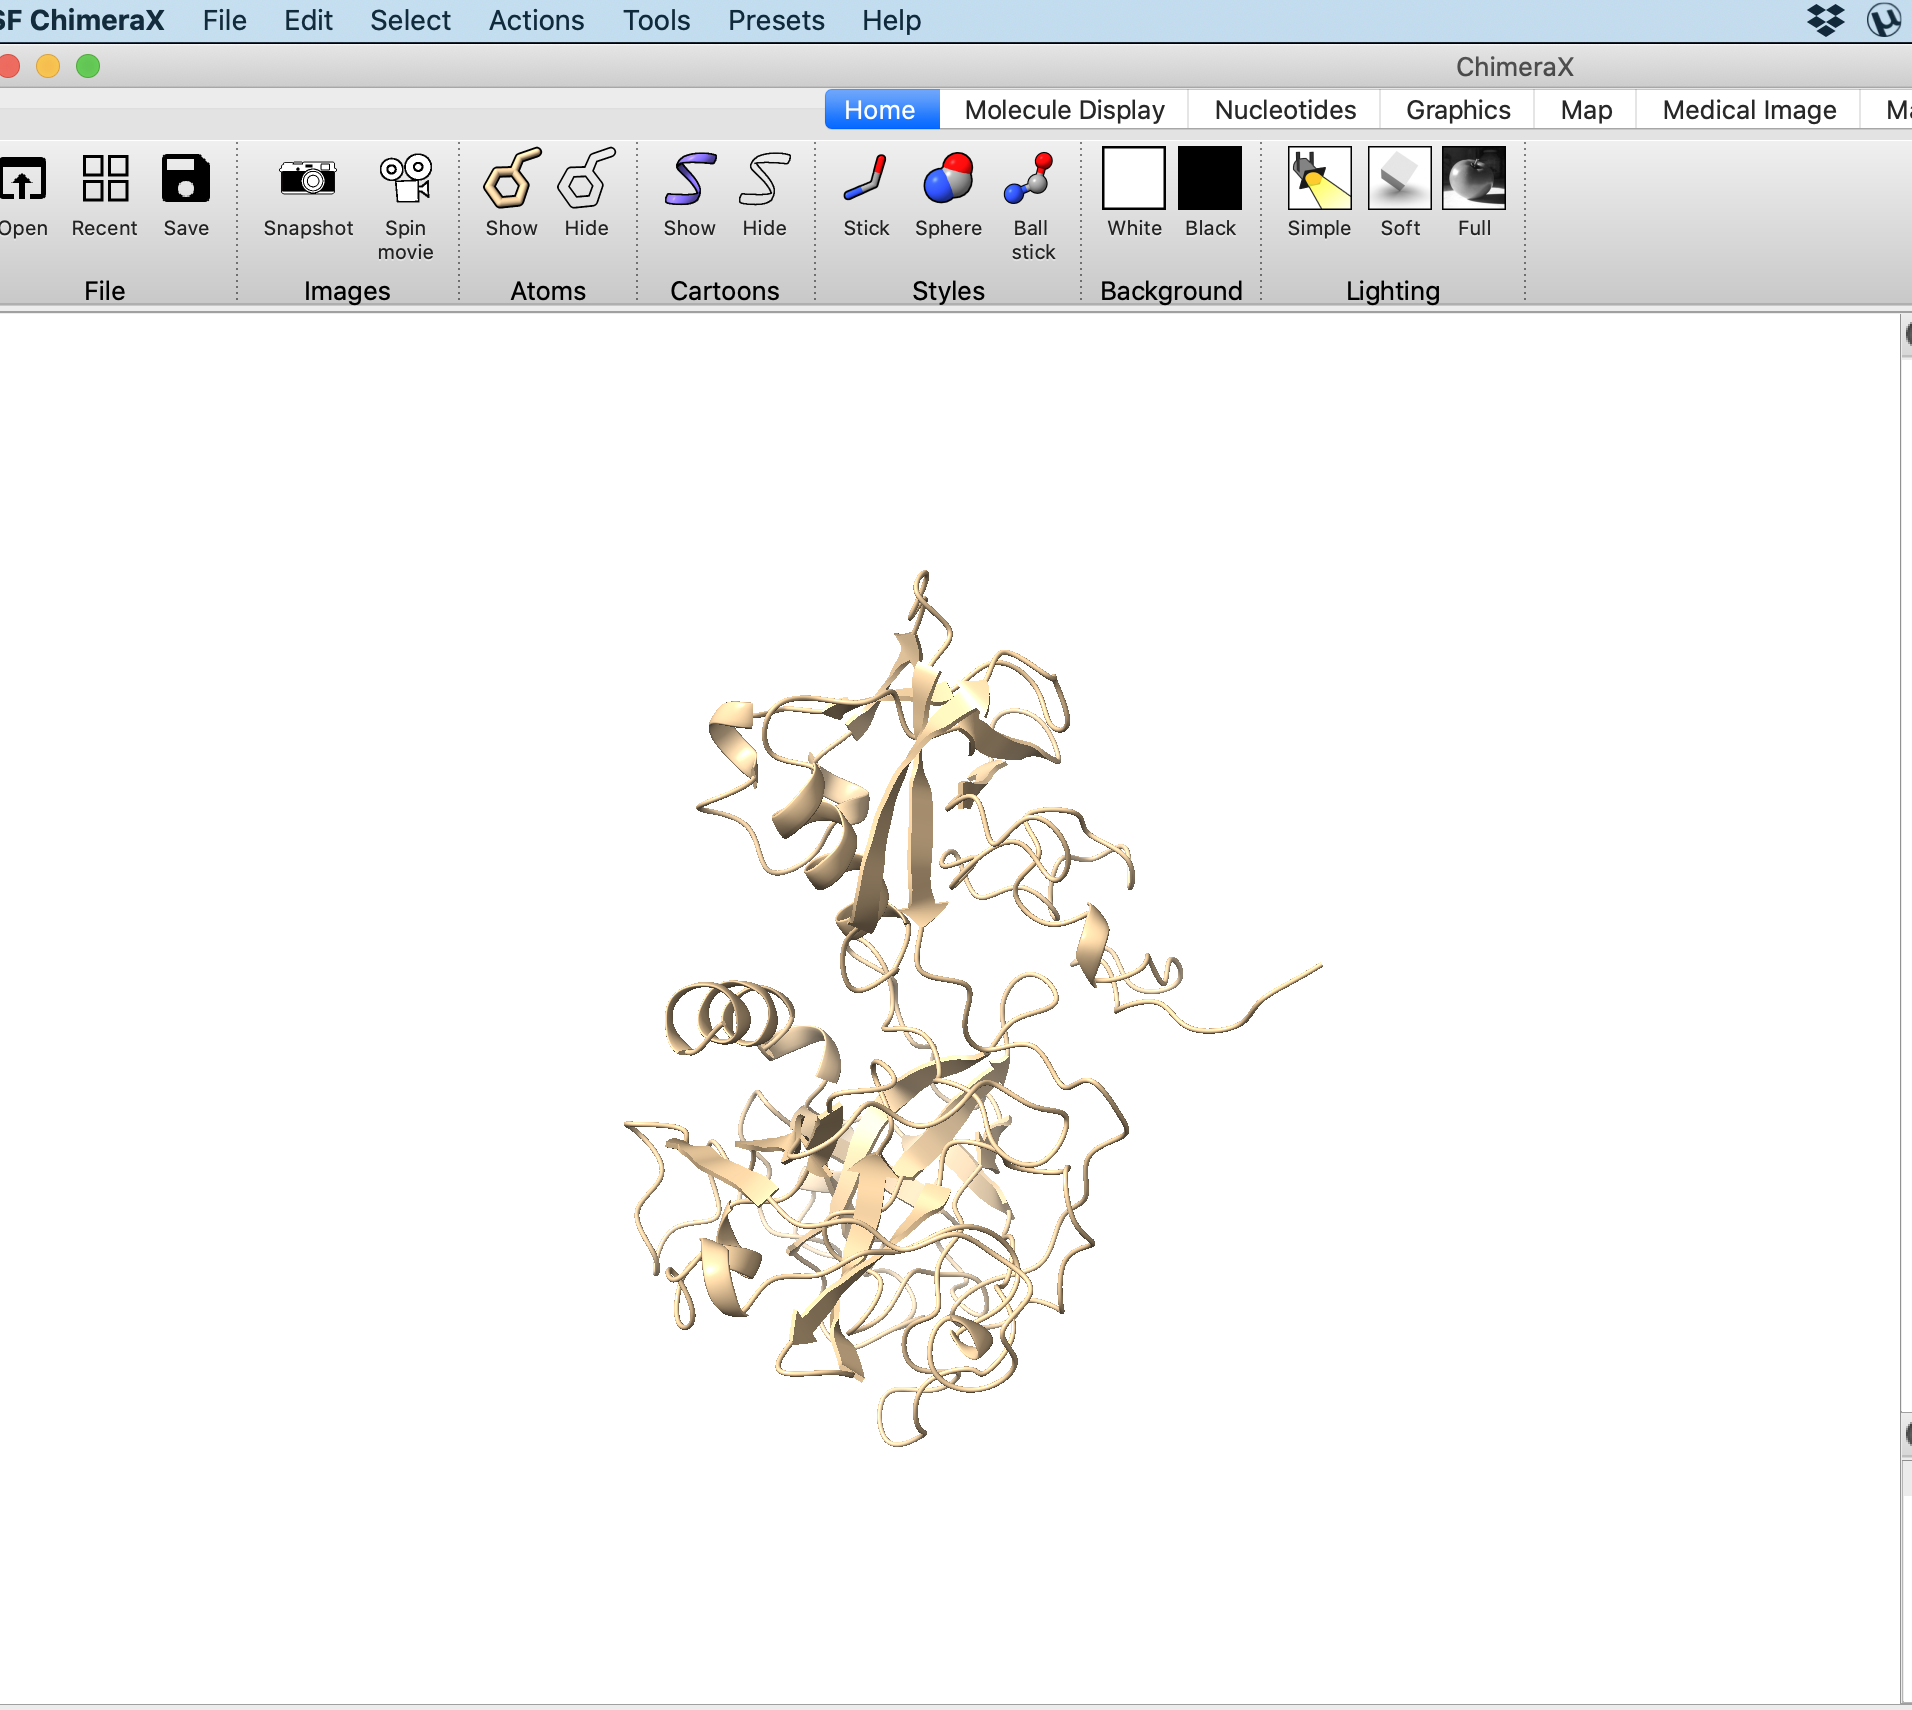 SF ChimeraX File Edit Select Actions Tools Presets Help
ChimeraX
Home Molecule Display Nucleotides Graphics Map Medical Image
Open Recent Save Snapshot Spin movie Show Hide Show Hide Stick Sphere Ball stick White Black Simple Soft Full
File Images Atoms Cartoons Styles Background Lighting